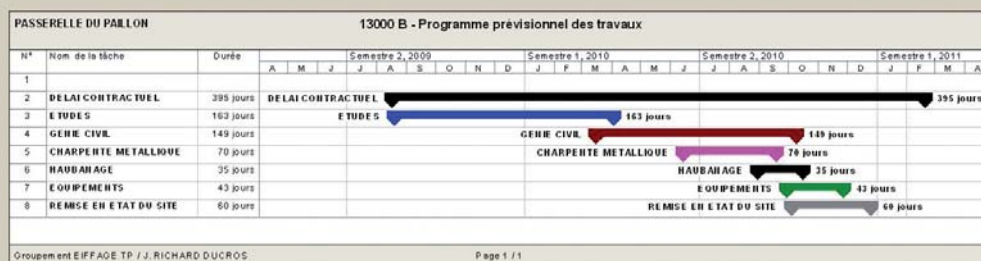 PASSERELLE DU PAILLON 13000 B - Programme prévisionnel des travaux
N° Nom de la tâche Durée Semestre 2, 2009 Semestre 1, 2010 Semestre 2, 2010 Semestre 1, 2011
A M J J A S O N D J F M A M J J A S O N D J F M A
1
2 DELAI CONTRACTUEL 395 jours DELAI CONTRACTUEL 395 jours
3 ETUDES 163 jours ETUDES 163 jours
4 GENIE CIVIL 149 jours GENIE CIVIL 149 jours
5 CHARPENTE METALLIQUE 70 jours CHARPENTE METALLIQUE 70 jours
6 HAUBANAGE 35 jours HAUBANAGE 35 jours
7 EQUIPEMENTS 43 jours EQUIPEMENTS 43 jours
8 REMISE EN ETAT DU SITE 60 jours REMISE EN ETAT DU SITE 60 jours
Groupement EIFFAGE TP / J. RICHARD DUCROS Page 1 / 1